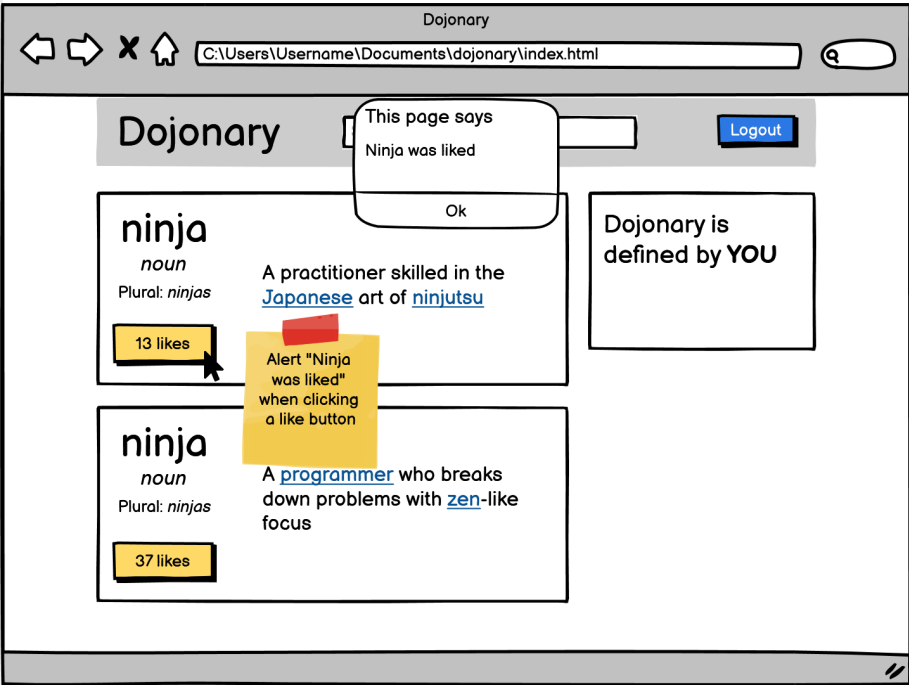 Dojonary
C:\Users\Username\Documents\dojonary\index.html
Dojonary
This page says
Ninja was liked
Ok
Logout
ninja
noun
Plural: ninjas
13 likes
A practitioner skilled in the
Japanese art of ninjutsu
Alert "Ninja
was liked"
when clicking
a like button
Dojonary is
defined by YOU
ninja
noun
Plural: ninjas
37 likes
A programmer who breaks
down problems with zen-like
focus